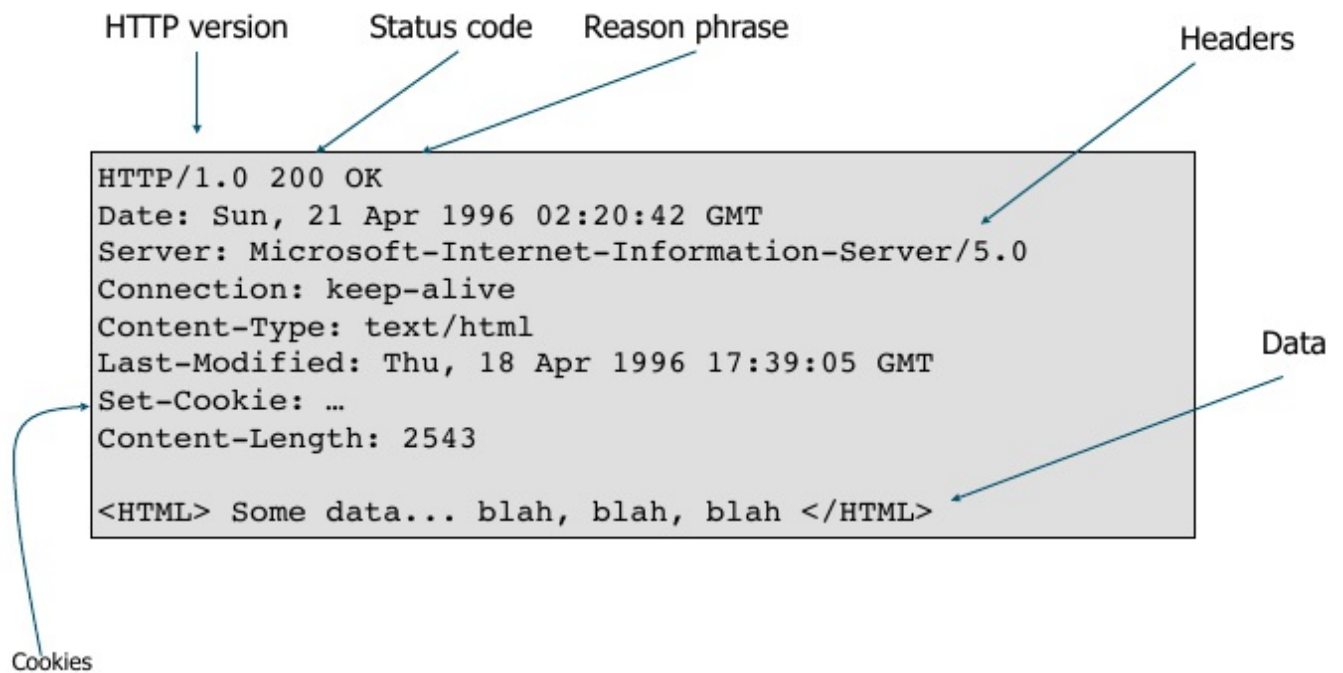 HTTP version Status code Reason phrase
Headers
HTTP/1.0 200 OK
Date: Sun, 21 Apr 1996 02:20:42 GMT
Server: Microsoft-Internet-Information-Server/5.0
Connection: keep-alive
Content-Type: text/html
Last-Modified: Thu, 18 Apr 1996 17:39:05 GMT
Data
Set-Cookie: …
Content-Length: 2543
<HTML> Some data... blah, blah, blah </HTML>
Cookies